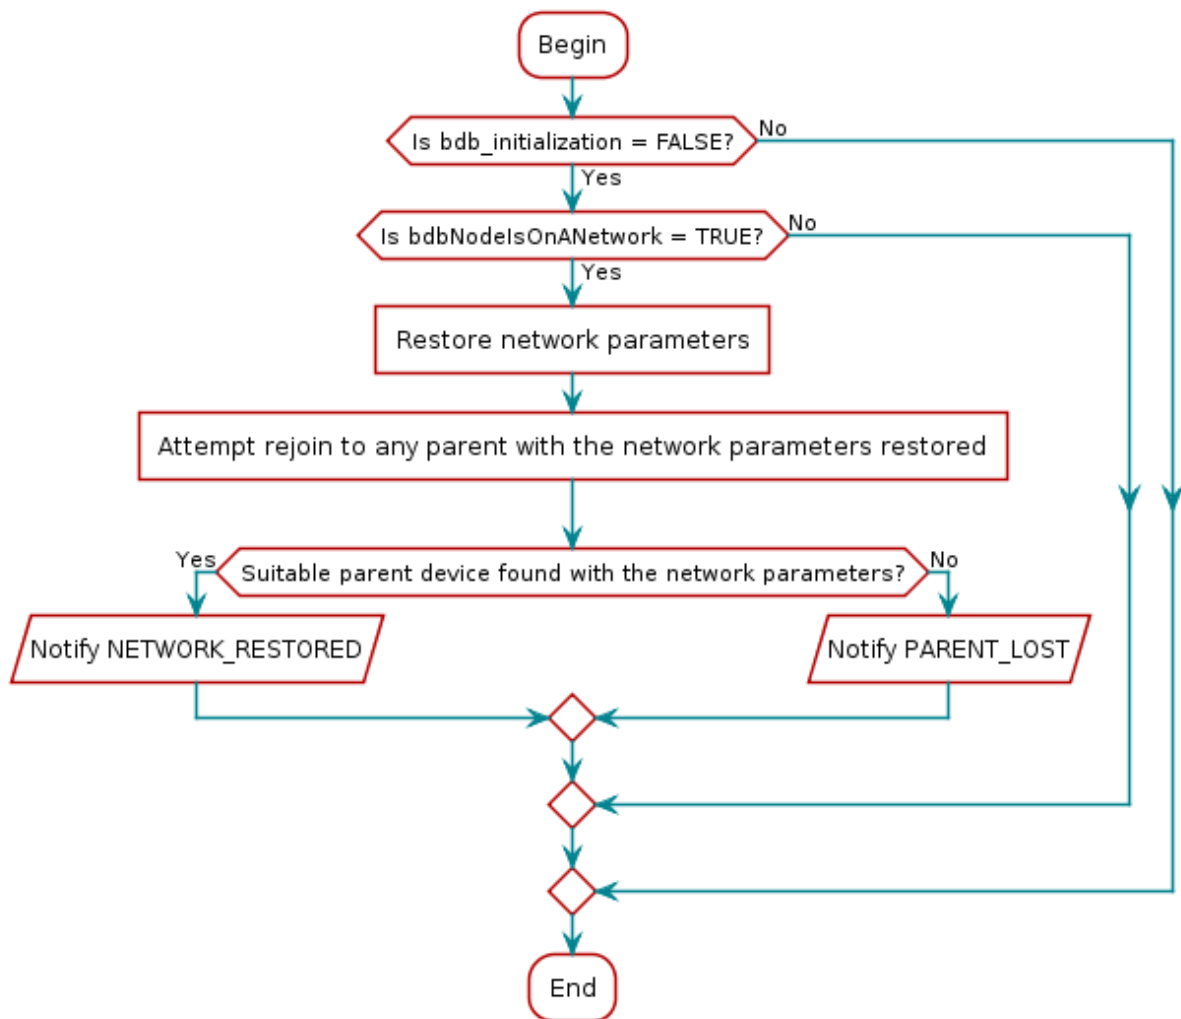 Begin
Is bdb_initialization = FALSE?
No
Yes
Is bdbNodeIsOnANetwork = TRUE?
No
Yes
Restore network parameters
Attempt rejoin to any parent with the network parameters restored
Yes
Suitable parent device found with the network parameters?
No
Notify NETWORK_RESTORED
Notify PARENT_LOST
End